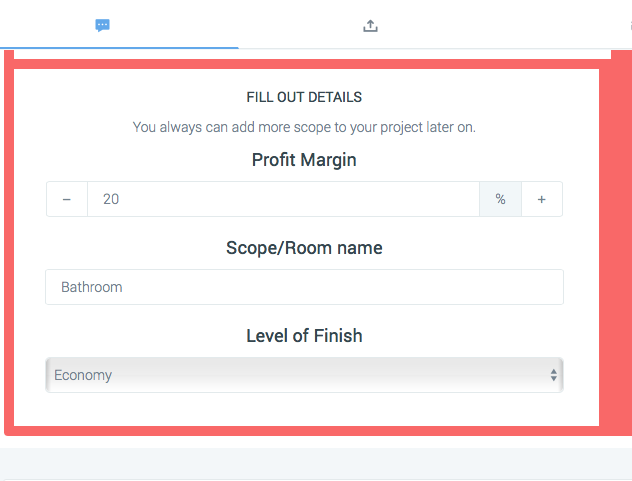 FILL OUT DETAILS
You always can add more scope to your project later on.
Profit Margin
− 20 % +
Scope/Room name
Bathroom
Level of Finish
Economy